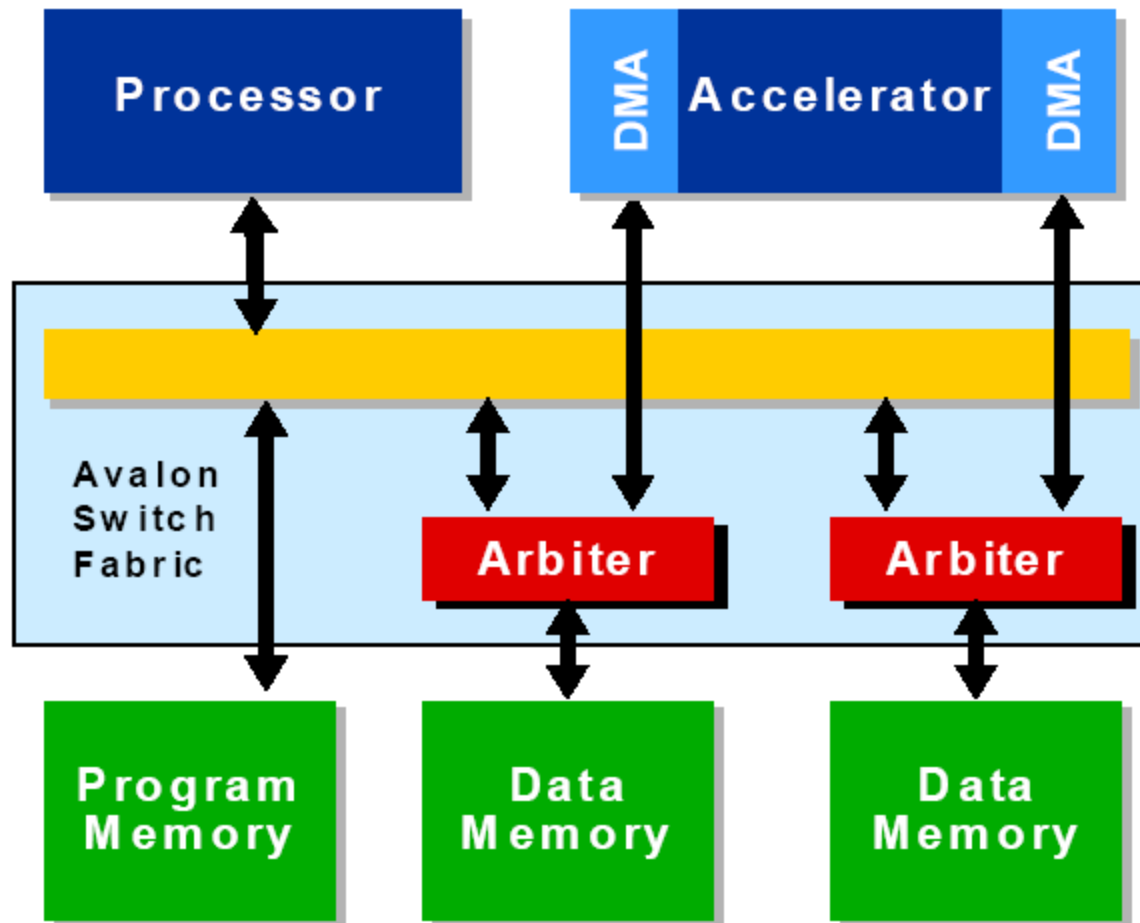 Processor
DMA
Accelerator
DMA
Avalon
Switch
Fabric
Arbiter
Arbiter
Program
Memory
Data
Memory
Data
Memory